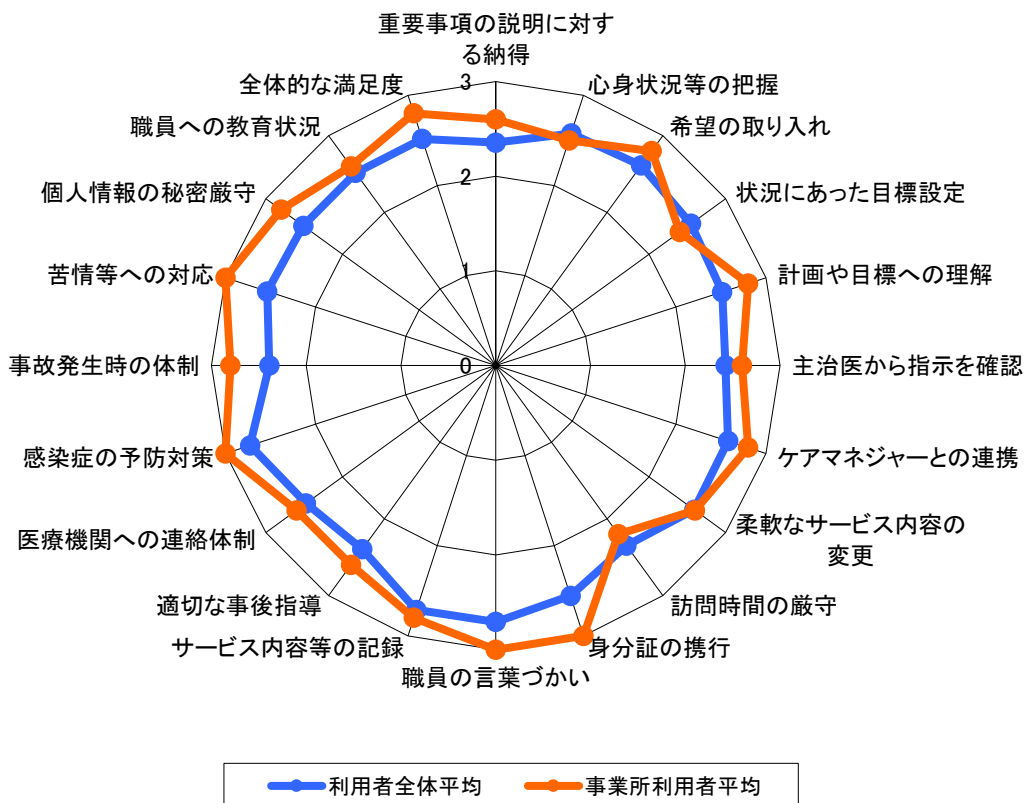 重要事項の説明に対す
る納得
全体的な満足度
3
心身状況等の把握
職員への教育状況
希望の取り入れ
2
個人情報の秘密厳守
状況にあった目標設定
苦情等への対応
1
計画や目標への理解
事故発生時の体制
0
主治医から指示を確認
感染症の予防対策
ケアマネジャーとの連携
医療機関への連絡体制
柔軟なサービス内容の
変更
適切な事後指導
訪問時間の厳守
サービス内容等の記録
身分証の携行
職員の言葉づかい
利用者全体平均
事業所利用者平均